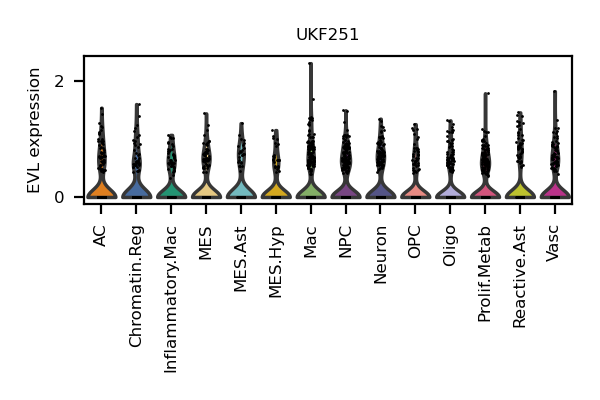 UKF251
EVL expression
2
0
AC
Chromatin.Reg
Inflammatory.Mac
MES
MES.Ast
MES.Hyp
Mac
NPC
Neuron
OPC
Oligo
Prolif.Metab
Reactive.Ast
Vasc